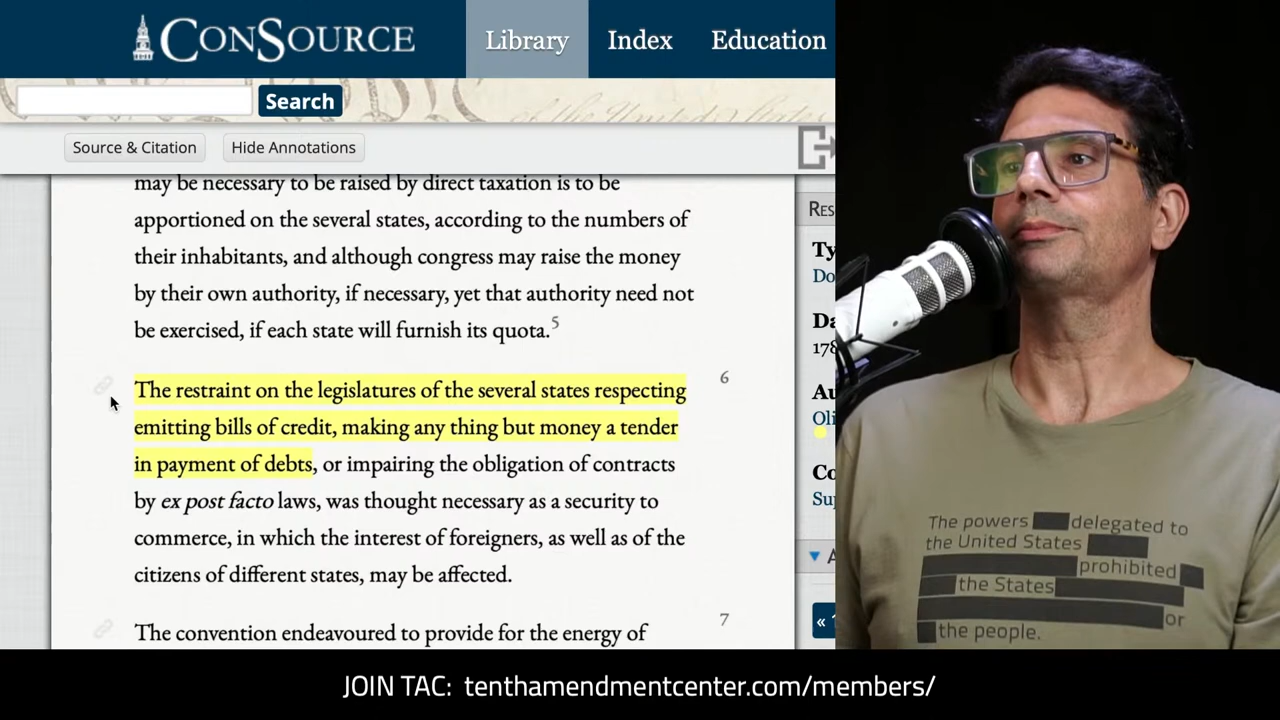 ConSource
Library Index Education
Search
Source & Citation Hide Annotations
may be necessary to be raised by direct taxation is to be
apportioned on the several states, according to the numbers of
their inhabitants, and although congress may raise the money
by their own authority, if necessary, yet that authority need not
be exercised, if each state will furnish its quota.5
6
The restraint on the legislatures of the several states respecting
emitting bills of credit, making any thing but money a tender
in payment of debts, or impairing the obligation of contracts
by ex post facto laws, was thought necessary as a security to
commerce, in which the interest of foreigners, as well as of the
citizens of different states, may be affected.
7
The convention endeavoured to provide for the energy of
The powers delegated to
the United States
prohibited
the States
or
the people.
JOIN TAC: tenthamendmentcenter.com/members/